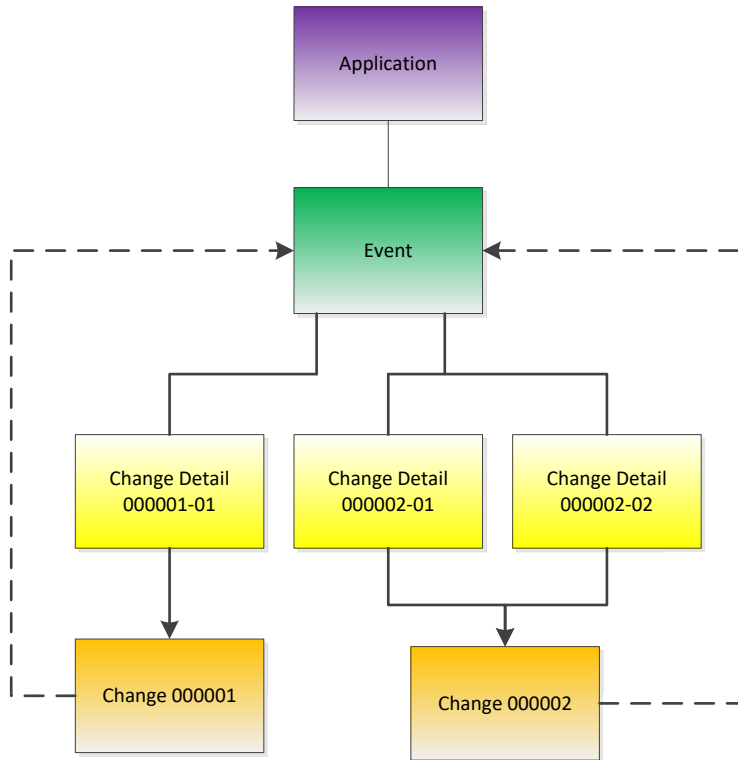 Application
Event
Change Detail
000001-01
Change Detail
000002-01
Change Detail
000002-02
Change 000001
Change 000002